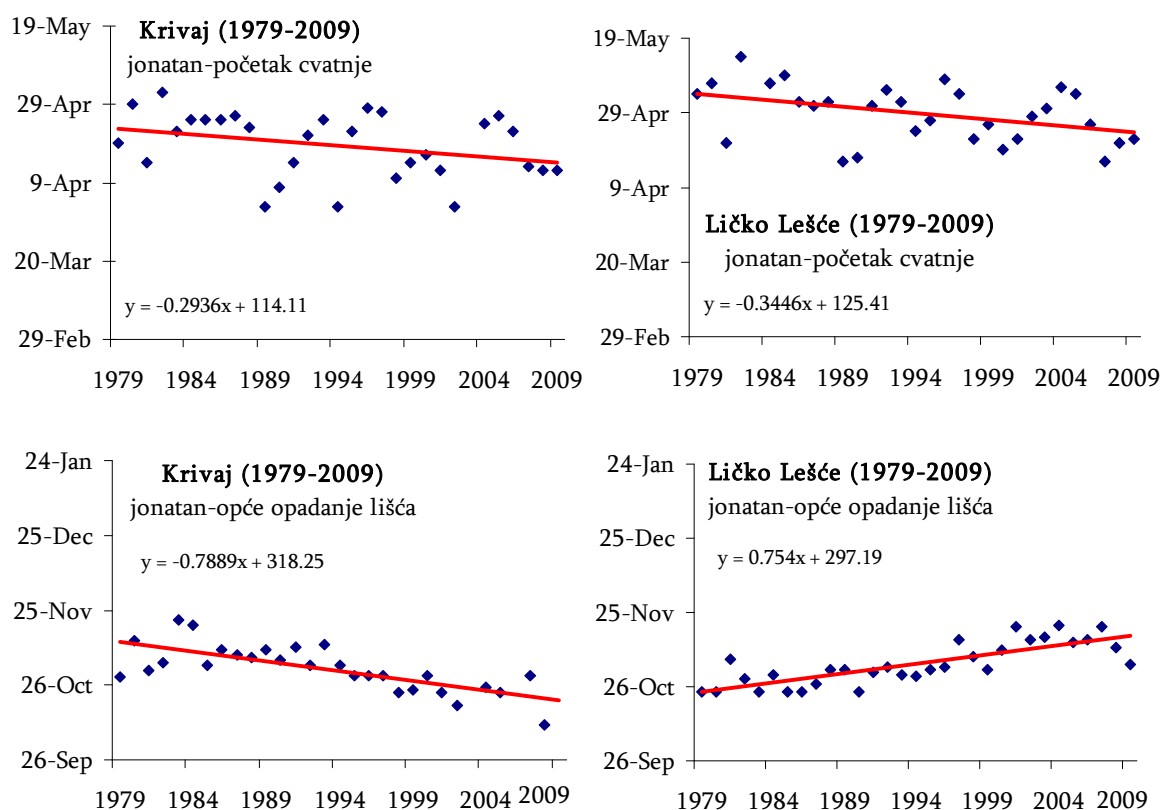 19-May
29-Apr
9-Apr
20-Mar
29-Feb
Krivaj (1979-2009)
jonatan-početak cvatnje
y = -0.2936x + 114.11
1979 1984 1989 1994 1999 2004 2009
19-May
29-Apr
9-Apr
20-Mar
29-Feb
Ličko Lešće (1979-2009)
jonatan-početak cvatnje
y = -0.3446x + 125.41
1979 1984 1989 1994 1999 2004 2009
24-Jan
25-Dec
25-Nov
26-Oct
26-Sep
Krivaj (1979-2009)
jonatan-opće opadanje lišća
y = -0.7889x + 318.25
1979 1984 1989 1994 1999 2004 2009
24-Jan
25-Dec
25-Nov
26-Oct
26-Sep
Ličko Lešće (1979-2009)
jonatan-opće opadanje lišća
y = 0.754x + 297.19
1979 1984 1989 1994 1999 2004 2009